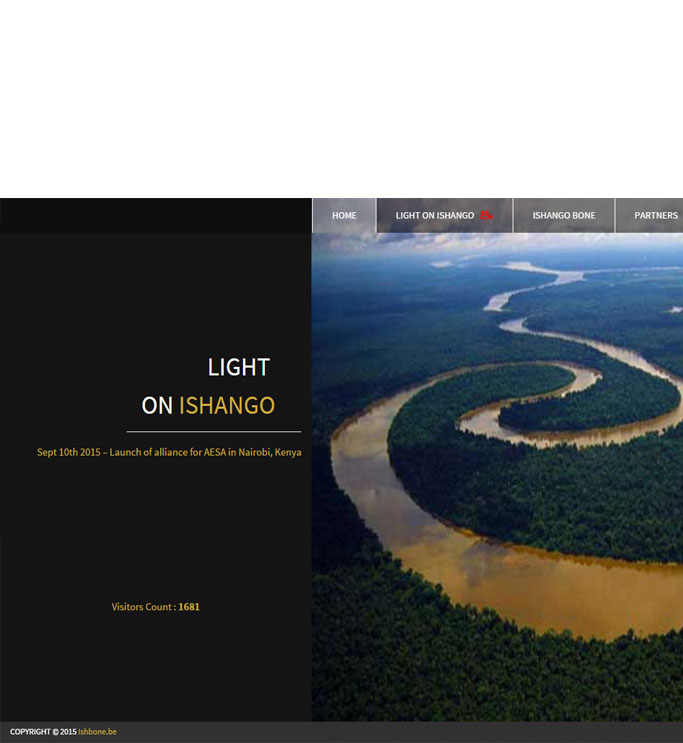 HOME
LIGHT ON ISHANGO
ISHANGO BONE
PARTNERS
LIGHT
ON ISHANGO
Sept 10th 2015 – Launch of alliance for AESA in Nairobi, Kenya
Visitors Count : 1681
COPYRIGHT © 2015 Ishbone.be